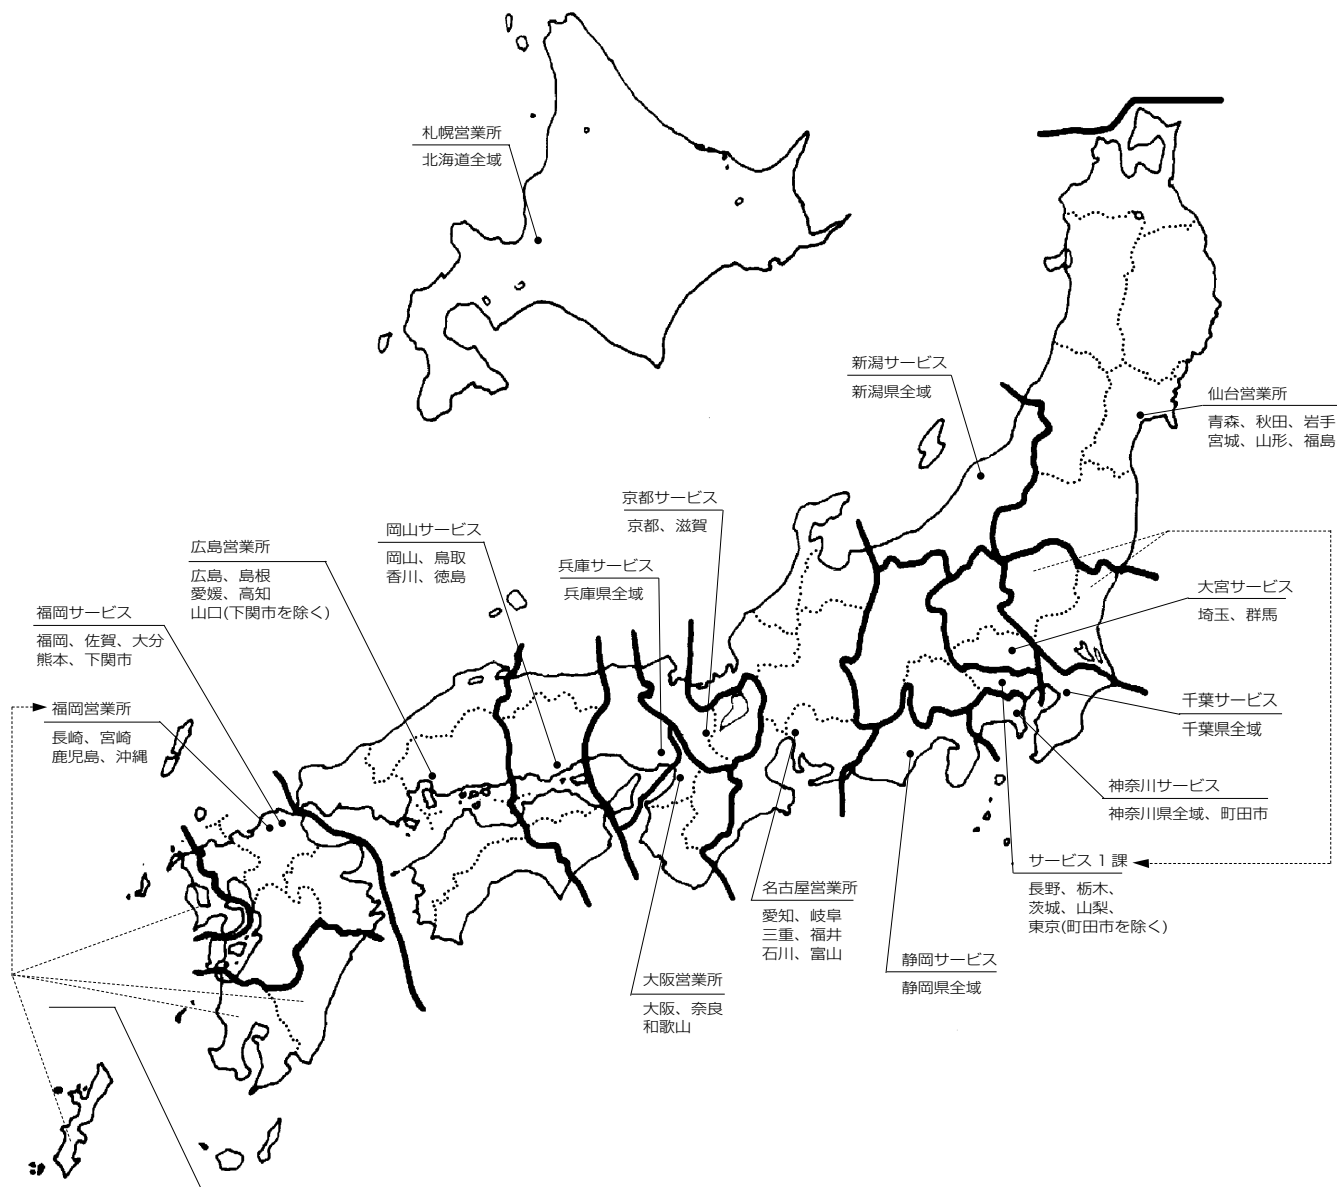 札幌営業所
北海道全域
新潟サービス
新潟県全域
仙台営業所
青森、秋田、岩手
宮城、山形、福島
京都サービス
京都、滋賀
岡山サービス
岡山、鳥取
香川、徳島
広島営業所
広島、島根
愛媛、高知
山口(下関市を除く)
兵庫サービス
兵庫県全域
大宮サービス
埼玉、群馬
福岡サービス
福岡、佐賀、大分
熊本、下関市
福岡営業所
長崎、宮崎
鹿児島、沖縄
千葉サービス
千葉県全域
神奈川サービス
神奈川県全域、町田市
サービス1課
長野、栃木、
茨城、山梨、
東京(町田市を除く)
名古屋営業所
愛知、岐阜
三重、福井
石川、富山
静岡サービス
静岡県全域
大阪営業所
大阪、奈良
和歌山